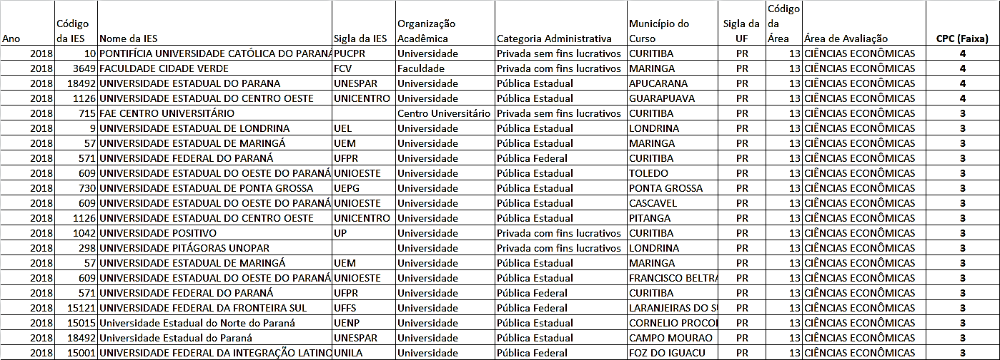 Ano Código da IES Nome da IES Sigla da IES Organização Acadêmica Categoria Administrativa Município do Curso Sigla da UF Código da Área Área de Avaliação CPC (Faixa)
2018 10 PONTIFÍCIA UNIVERSIDADE CATÓLICA DO PARANÁ PUCPR Universidade Privada sem fins lucrativos CURITIBA PR 13 CIÊNCIAS ECONÔMICAS 4
2018 3649 FACULDADE CIDADE VERDE FCV Faculdade Privada com fins lucrativos MARINGA PR 13 CIÊNCIAS ECONÔMICAS 4
2018 18492 UNIVERSIDADE ESTADUAL DO PARANA UNESPAR Universidade Pública Estadual APUCARANA PR 13 CIÊNCIAS ECONÔMICAS 4
2018 1126 UNIVERSIDADE ESTADUAL DO CENTRO OESTE UNICENTRO Universidade Pública Estadual GUARAPUAVA PR 13 CIÊNCIAS ECONÔMICAS 4
2018 715 FAE CENTRO UNIVERSITÁRIO Centro Universitário Privada sem fins lucrativos CURITIBA PR 13 CIÊNCIAS ECONÔMICAS 3
2018 9 UNIVERSIDADE ESTADUAL DE LONDRINA UEL Universidade Pública Estadual LONDRINA PR 13 CIÊNCIAS ECONÔMICAS 3
2018 57 UNIVERSIDADE ESTADUAL DE MARINGÁ UEM Universidade Pública Estadual MARINGA PR 13 CIÊNCIAS ECONÔMICAS 3
2018 571 UNIVERSIDADE FEDERAL DO PARANÁ UFPR Universidade Pública Federal CURITIBA PR 13 CIÊNCIAS ECONÔMICAS 3
2018 609 UNIVERSIDADE ESTADUAL DO OESTE DO PARANÁ UNIOESTE Universidade Pública Estadual TOLEDO PR 13 CIÊNCIAS ECONÔMICAS 3
2018 730 UNIVERSIDADE ESTADUAL DE PONTA GROSSA UEPG Universidade Pública Estadual PONTA GROSSA PR 13 CIÊNCIAS ECONÔMICAS 3
2018 609 UNIVERSIDADE ESTADUAL DO OESTE DO PARANÁ UNIOESTE Universidade Pública Estadual CASCAVEL PR 13 CIÊNCIAS ECONÔMICAS 3
2018 1126 UNIVERSIDADE ESTADUAL DO CENTRO OESTE UNICENTRO Universidade Pública Estadual PITANGA PR 13 CIÊNCIAS ECONÔMICAS 3
2018 1042 UNIVERSIDADE POSITIVO UP Universidade Privada com fins lucrativos CURITIBA PR 13 CIÊNCIAS ECONÔMICAS 3
2018 298 UNIVERSIDADE PITÁGORAS UNOPAR Universidade Privada com fins lucrativos LONDRINA PR 13 CIÊNCIAS ECONÔMICAS 3
2018 57 UNIVERSIDADE ESTADUAL DE MARINGÁ UEM Universidade Pública Estadual MARINGA PR 13 CIÊNCIAS ECONÔMICAS 3
2018 609 UNIVERSIDADE ESTADUAL DO OESTE DO PARANÁ UNIOESTE Universidade Pública Estadual FRANCISCO BELTRA PR 13 CIÊNCIAS ECONÔMICAS 3
2018 571 UNIVERSIDADE FEDERAL DO PARANÁ UFPR Universidade Pública Federal CURITIBA PR 13 CIÊNCIAS ECONÔMICAS 3
2018 15121 UNIVERSIDADE FEDERAL DA FRONTEIRA SUL UFFS Universidade Pública Federal LARANJEIRAS DO SU PR 13 CIÊNCIAS ECONÔMICAS 3
2018 15015 Universidade Estadual do Norte do Paraná UENP Universidade Pública Estadual CORNELIO PROCOP PR 13 CIÊNCIAS ECONÔMICAS 3
2018 18492 Universidade Estadual do Paraná UNESPAR Universidade Pública Estadual CAMPO MOURAO PR 13 CIÊNCIAS ECONÔMICAS 3
2018 15001 UNIVERSIDADE FEDERAL DA INTEGRAÇÃO LATINO UNILA Universidade Pública Federal FOZ DO IGUACU PR 13 CIÊNCIAS ECONÔMICAS 3